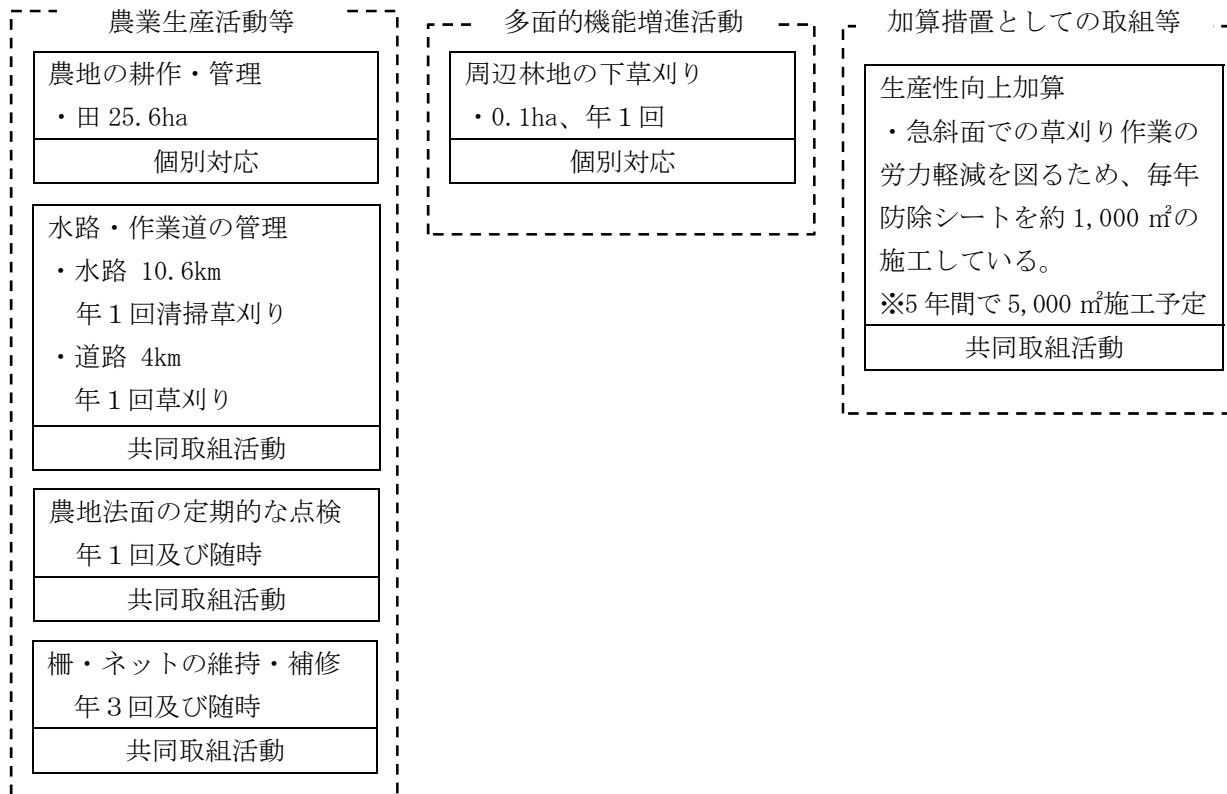 農業生産活動等
農地の耕作・管理
・田 25.6ha
個別対応
水路・作業道の管理
・水路 10.6km
年１回清掃草刈り
・道路 4km
年１回草刈り
共同取組活動
農地法面の定期的な点検
年１回及び随時
共同取組活動
柵・ネットの維持・補修
年３回及び随時
共同取組活動
多面的機能増進活動
周辺林地の下草刈り
・0.1ha、年１回
個別対応
加算措置としての取組等
生産性向上加算
・急斜面での草刈り作業の
労力軽減を図るため、毎年
防除シートを約 1,000 ㎡の
施工している。
※5 年間で 5,000 ㎡施工予定
共同取組活動